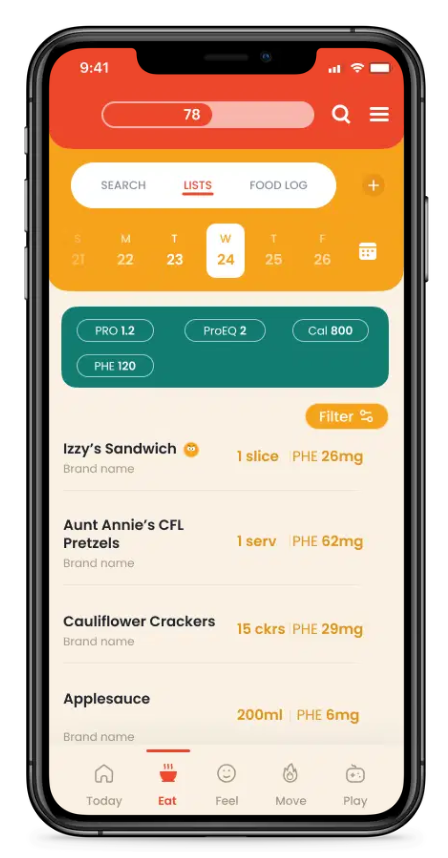 9:41
78
SEARCH LISTS FOOD LOG
S M T W T F
21 22 23 24 25 26
PRO 1.2 ProEQ 2 Cal 800
PHE 120
Filter
Izzy's Sandwich
1 slice PHE 26mg
Brand name
Aunt Annie's CFL
Pretzels
1 serv PHE 62mg
Brand name
Cauliflower Crackers
15 ckrs PHE 29mg
Brand name
Applesauce
200ml PHE 6mg
Brand name
Today Eat Feel Move Play